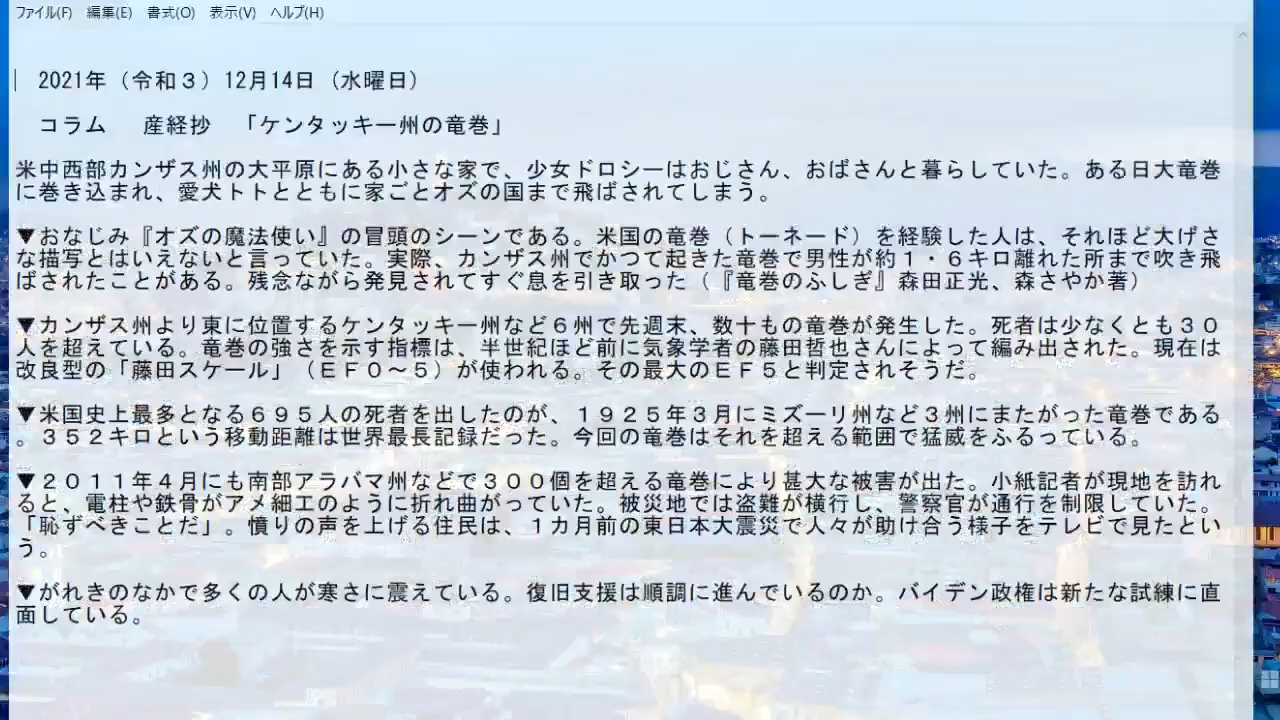 ファイル(F) 編集(E) 書式(O) 表示(V) ヘルプ(H)
2021年（令和３）12月14日（水曜日）
コラム　産経抄　「ケンタッキー州の竜巻」
米中西部カンザス州の大平原にある小さな家で、少女ドロシーはおじさん、おばさんと暮らしていた。ある日大竜巻
に巻き込まれ、愛犬トトとともに家ごとオズの国まで飛ばされてしまう。
▼おなじみ『オズの魔法使い』の冒頭のシーンである。米国の竜巻（トーネード）を経験した人は、それほど大げさ
な描写とはいえないと言っていた。実際、カンザス州でかつて起きた竜巻で男性が約１・６キロ離れた所まで吹き飛
ばされたことがある。残念ながら発見されてすぐ息を引き取った（『竜巻のふしぎ』森田正光、森さやか著）
▼カンザス州より東に位置するケンタッキー州など６州で先週末、数十もの竜巻が発生した。死者は少なくとも３０
人を超えている。竜巻の強さを示す指標は、半世紀ほど前に気象学者の藤田哲也さんによって編み出された。現在は
改良型の「藤田スケール」（ＥＦ０～５）が使われる。その最大のＥＦ５と判定されそうだ。
▼米国史上最多となる６９５人の死者を出したのが、１９２５年３月にミズーリ州など３州にまたがった竜巻である
。３５２キロという移動距離は世界最長記録だった。今回の竜巻はそれを超える範囲で猛威をふるっている。
▼２０１１年４月にも南部アラバマ州などで３００個を超える竜巻により甚大な被害が出た。小紙記者が現地を訪れ
ると、電柱や鉄骨がアメ細工のように折れ曲がっていた。被災地では盗難が横行し、警察官が通行を制限していた。
「恥ずべきことだ」。憤りの声を上げる住民は、１カ月前の東日本大震災で人々が助け合う様子をテレビで見たとい
う。
▼がれきのなかで多くの人が寒さに震えている。復旧支援は順調に進んでいるのか。バイデン政権は新たな試練に直
面している。